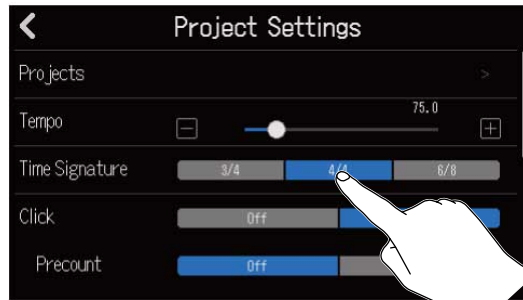 Project Settings
Projects >
Tempo 75.0
Time Signature 3/4 4/4 6/8
Click Off
Precount Off